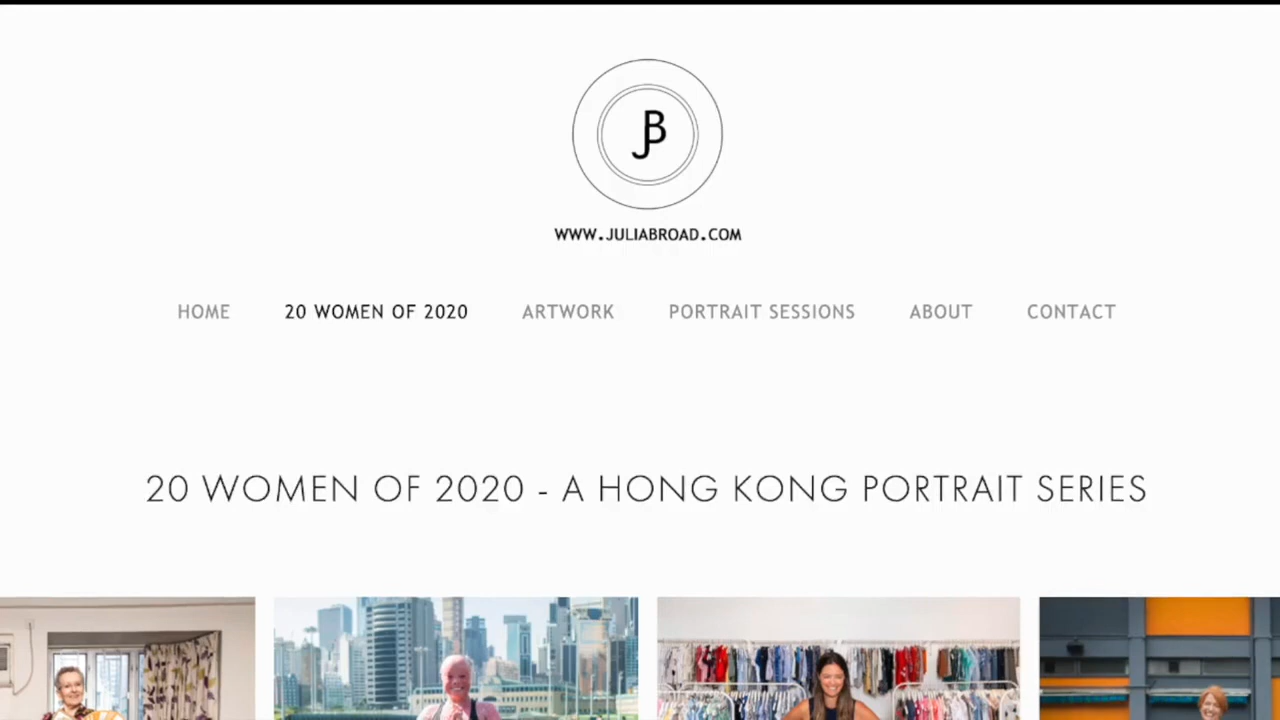 JB
WWW.JULIABROAD.COM
HOME 20 WOMEN OF 2020 ARTWORK PORTRAIT SESSIONS ABOUT CONTACT
20 WOMEN OF 2020 - A HONG KONG PORTRAIT SERIES